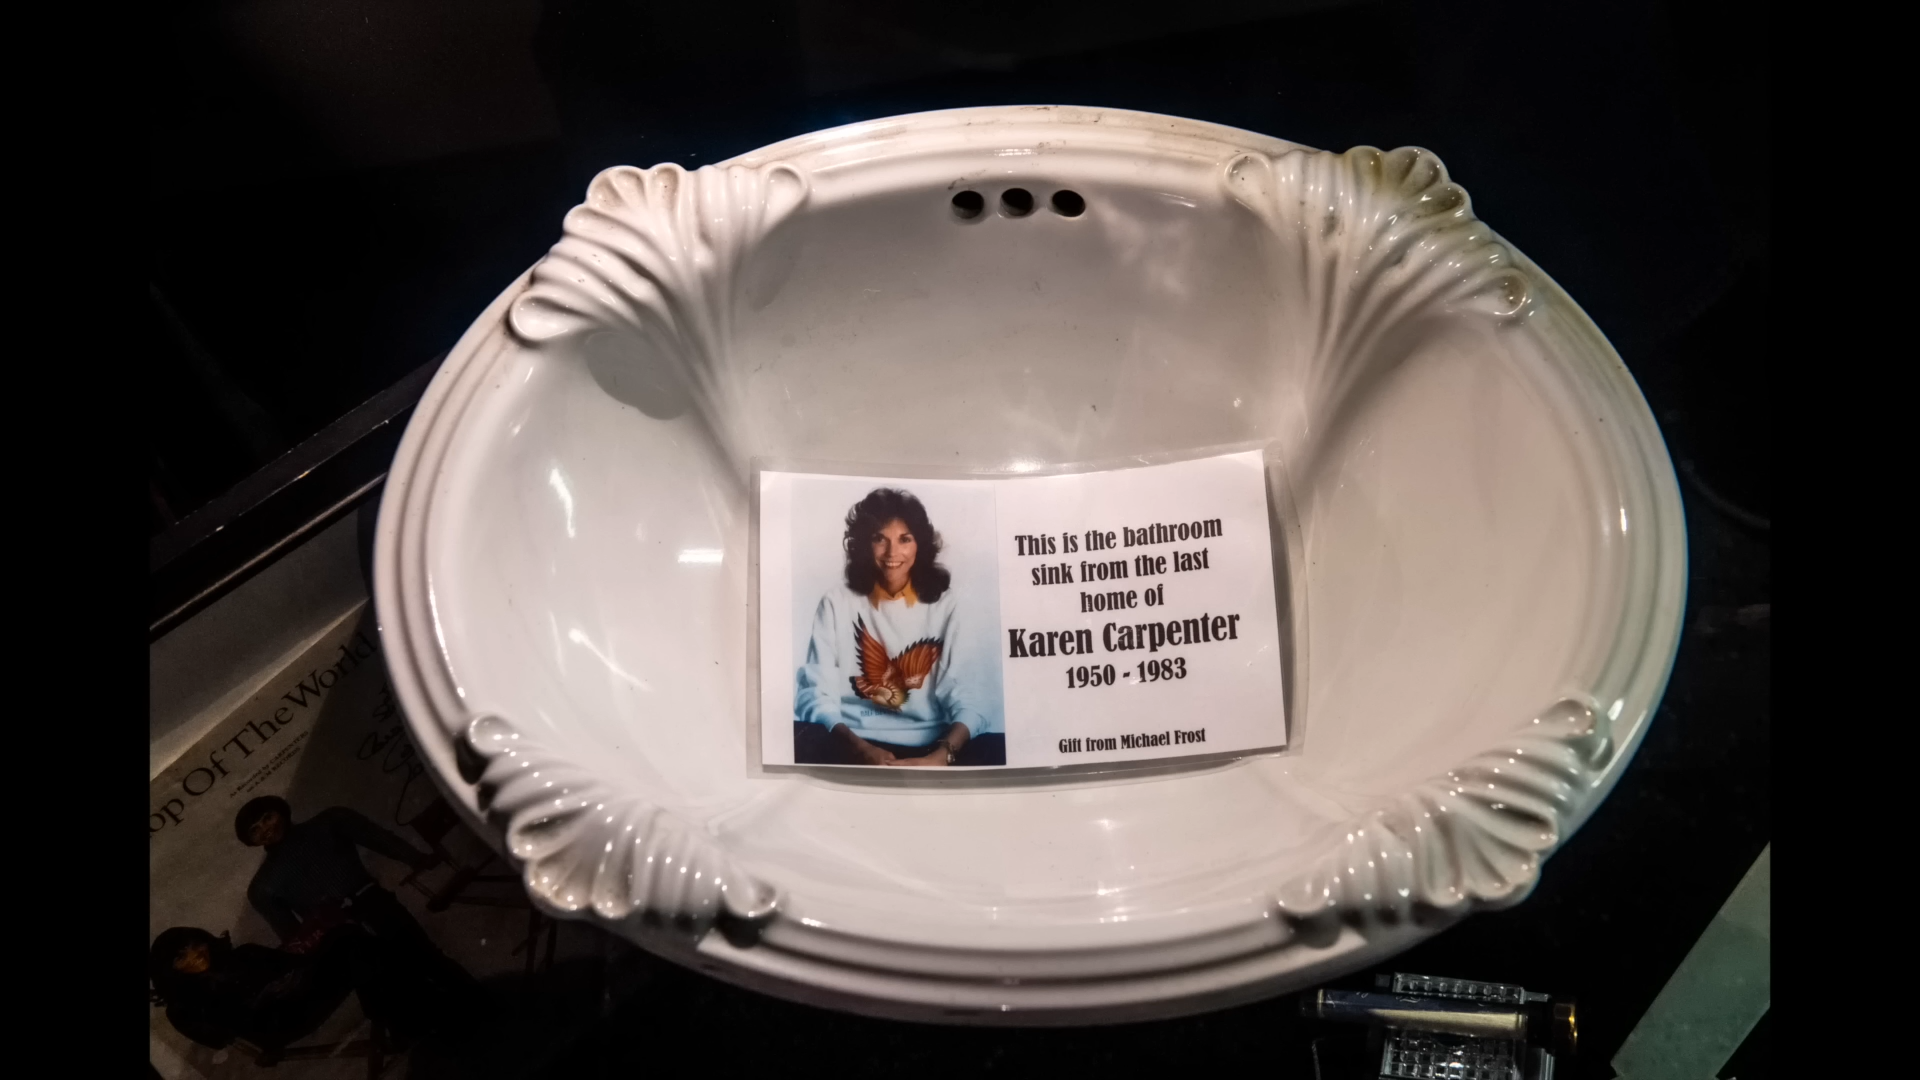 This is the bathroom
sink from the last
home of
Karen Carpenter
1950 - 1983
Gift from Michael Frost
op Of The World